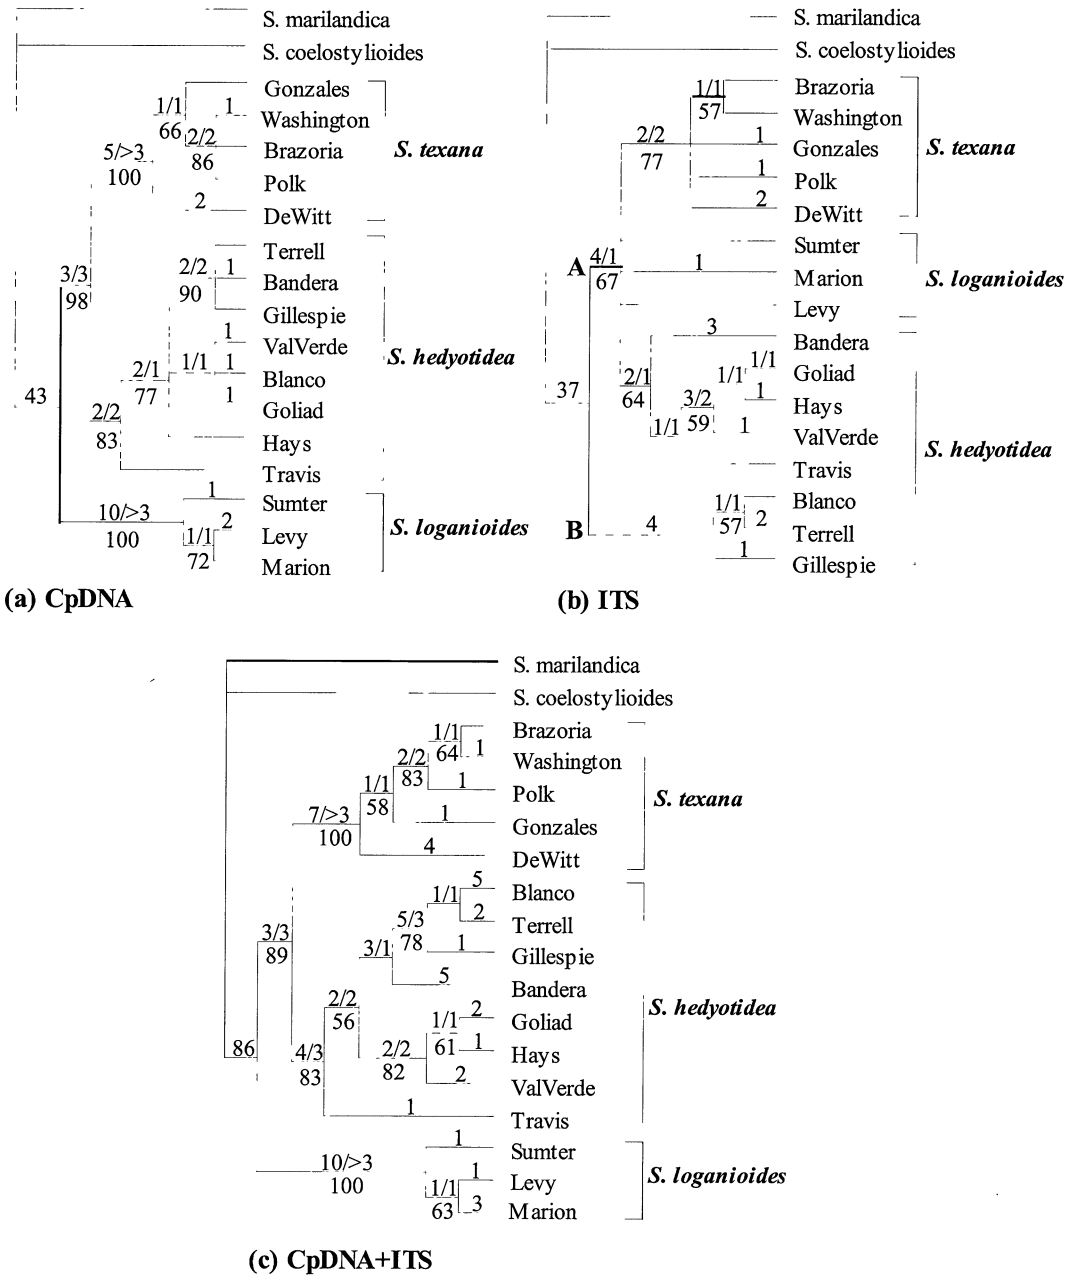 S. marilandica
S. coelostylioides
Gonzales
1/1
1
66
Washington
2/2
Brazoria
86
S. texana
5/>3
100
Polk
2
DeWitt
Terrell
3/3
98
2/2
1
90
Bandera
Gillespie
1
ValVerde
S. hedyotidea
2/1
77
1/1
1
Blanco
43
1
Goliad
2/2
83
Hays
Travis
1
Sumter
10/>3
100
2
S. loganioides
1/1
72
Levy
Marion
(a) CpDNA
S. marilandica
S. coelostylioides
1/1
57
Brazoria
Washington
2/2
77
1
Gonzales
S. texana
1
Polk
2
DeWitt
Sumter
A
4/1
67
1
Marion
S. loganioides
Levy
3
Bandera
1/1
2/1
64
1/1
Goliad
37
3/2
59
1
Hays
1/1
1
ValVerde
S. hedyotidea
Travis
1/1
57
2
Blanco
B
4
Terrell
1
Gillespie
(b) ITS
S. marilandica
S. coelostylioides
1/1
64
Brazoria
1
Washington
2/2
83
1
Polk
S. texana
1/1
58
7/>3
100
1
Gonzales
4
DeWitt
5
1/1
Blanco
2
Terrell
5/3
78
3/3
89
3/1
1
Gillespie
5
Bandera
2/2
56
2
S. hedyotidea
1/1
61
Goliad
86
4/3
83
2/2
82
1
Hays
2
ValVerde
1
Travis
1
Sumter
10/>3
100
1
S. loganioides
1/1
63
Levy
3
Marion
(c) CpDNA+ITS